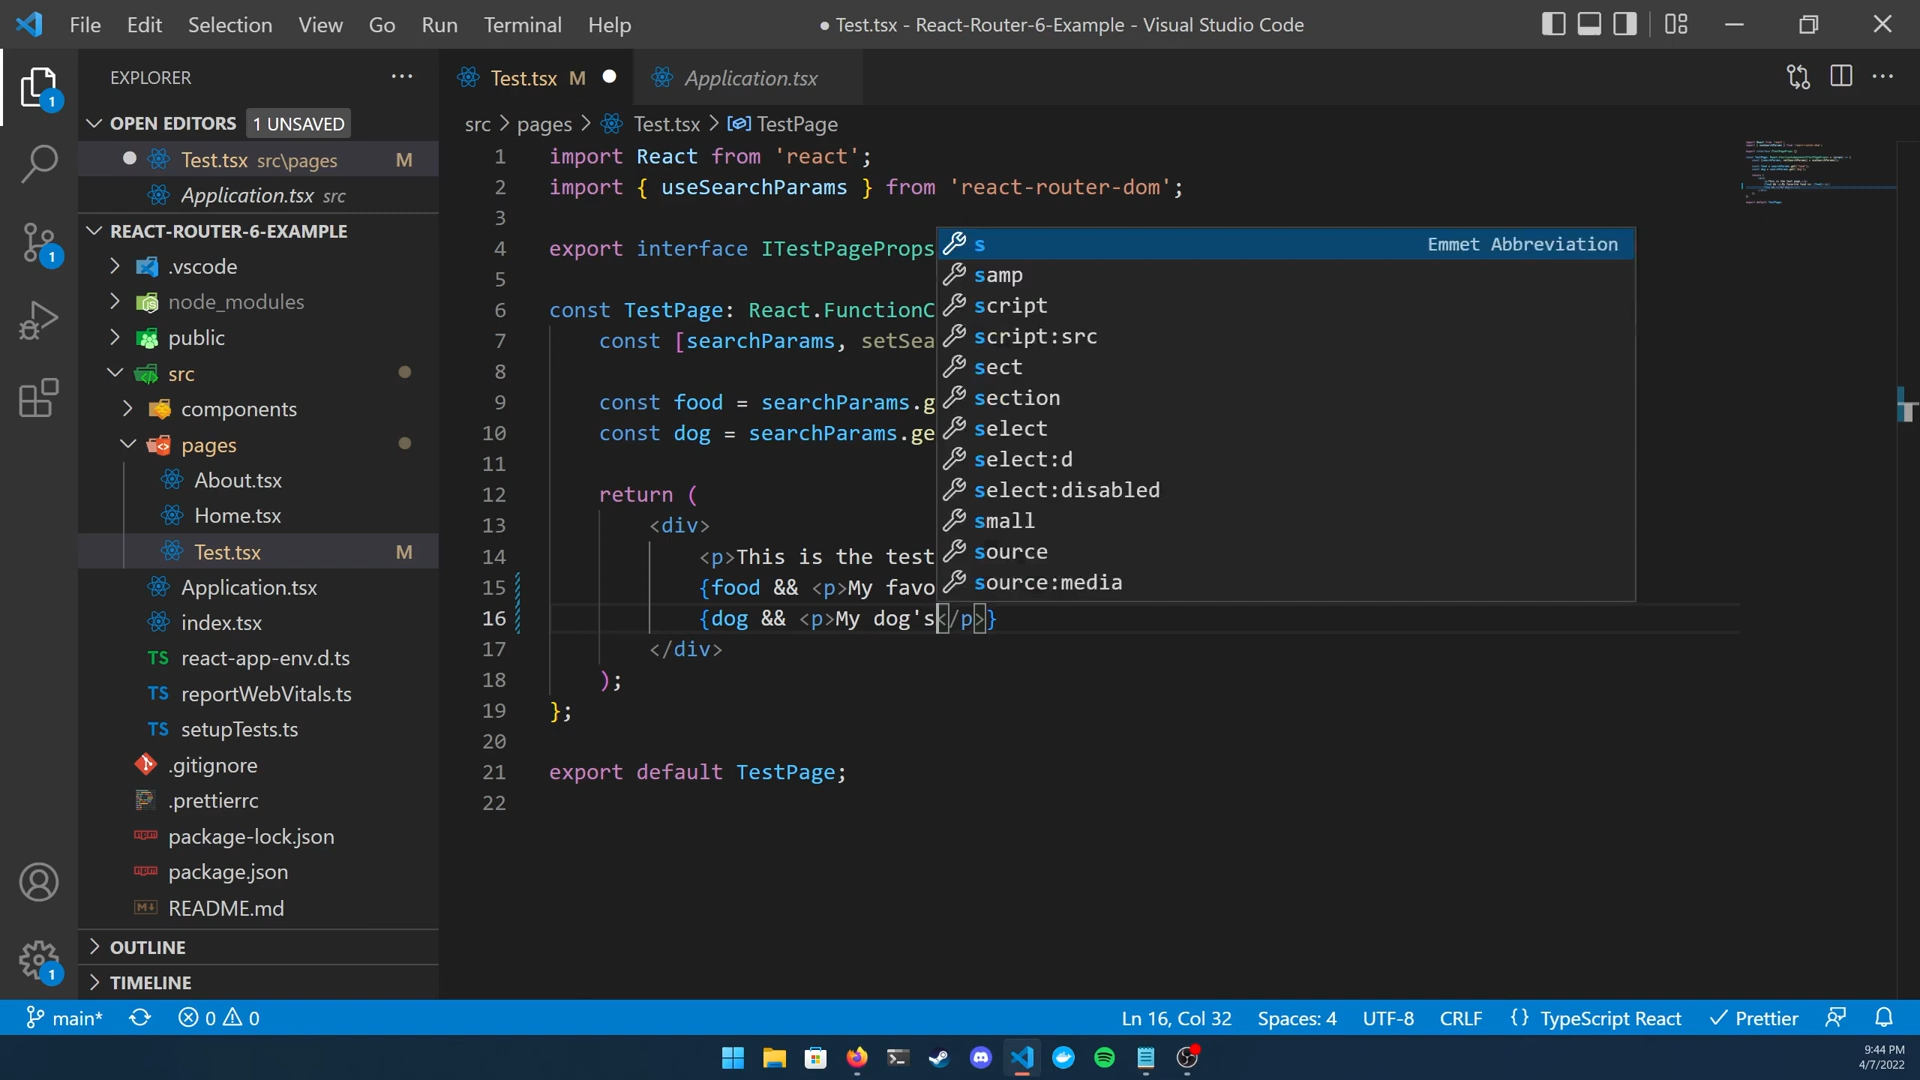 File Edit Selection View Go Run Terminal Help
● Test.tsx - React-Router-6-Example - Visual Studio Code
EXPLORER
OPEN EDITORS 1 UNSAVED
Test.tsx src\pages M
Application.tsx src
REACT-ROUTER-6-EXAMPLE
.vscode
node_modules
public
src
components
pages
About.tsx
Home.tsx
Test.tsx M
Application.tsx
index.tsx
TS react-app-env.d.ts
TS reportWebVitals.ts
TS setupTests.ts
.gitignore
.prettierrc
package-lock.json
package.json
README.md
OUTLINE
TIMELINE
1
1
1
Test.tsx M
Application.tsx
src > pages > Test.tsx > TestPage
1 import React from 'react';
2 import { useSearchParams } from 'react-router-dom';
3
4 export interface ITestPageProps
5
6 const TestPage: React.FunctionC
7 const [searchParams, setSea
8
9 const food = searchParams.g
10 const dog = searchParams.ge
11
12 return (
13 <div>
14 <p>This is the test
15 {food && <p>My favo
16 {dog && <p>My dog's</p>}
17 </div>
18 );
19 };
20
21 export default TestPage;
22
s Emmet Abbreviation
samp
script
script:src
sect
section
select
select:d
select:disabled
small
source
source:media
main* 0 0
Ln 16, Col 32 Spaces: 4 UTF-8 CRLF {} TypeScript React Prettier
9:44 PM
4/7/2022